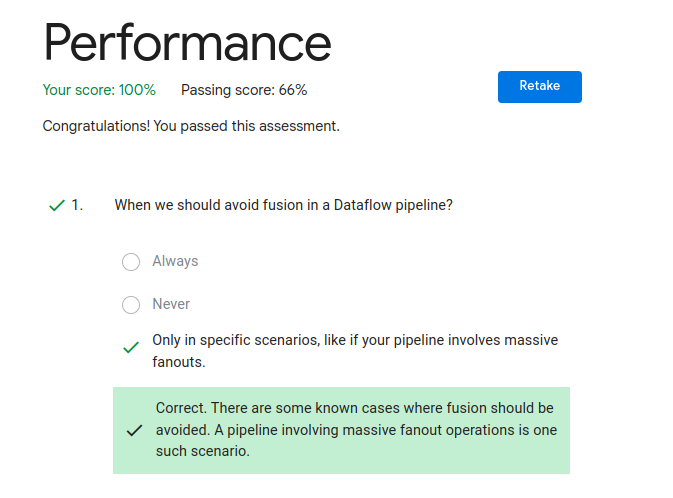 Performance
Your score: 100% Passing score: 66%
Retake
Congratulations! You passed this assessment.
1. When we should avoid fusion in a Dataflow pipeline?
Always
Never
Only in specific scenarios, like if your pipeline involves massive
fanouts.
Correct. There are some known cases where fusion should be
avoided. A pipeline involving massive fanout operations is one
such scenario.